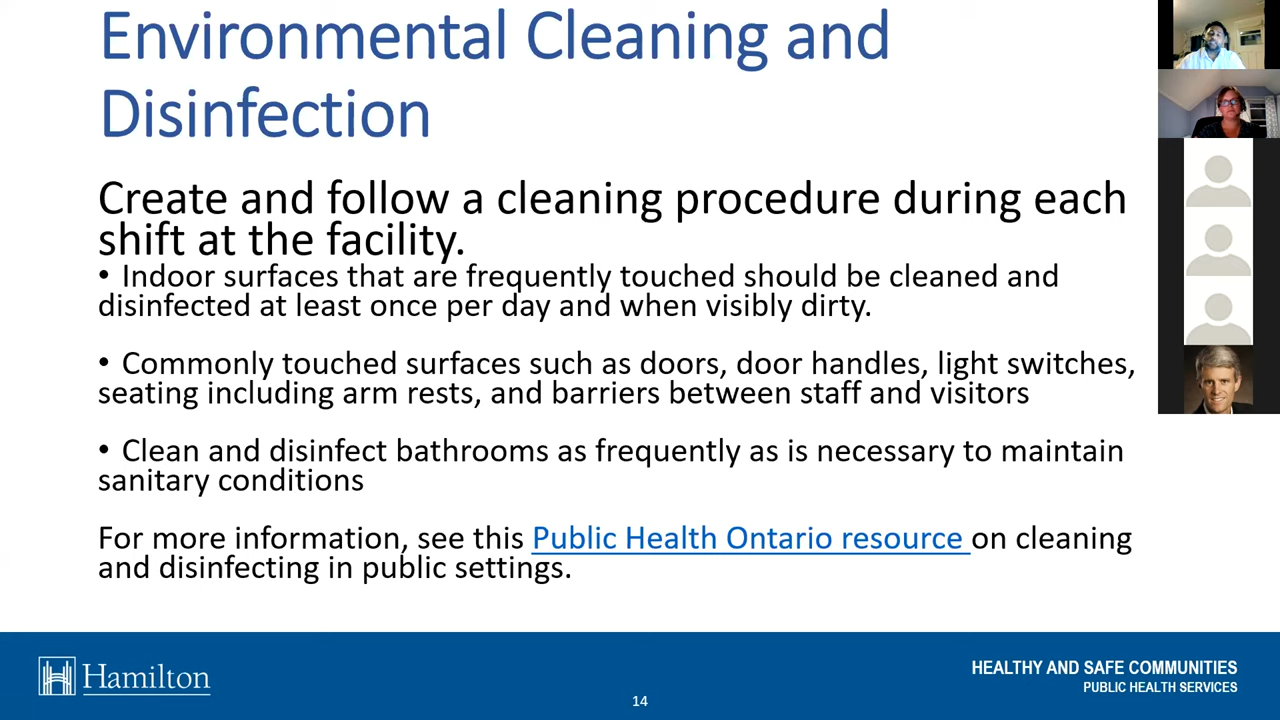 Environmental Cleaning and
Disinfection
Create and follow a cleaning procedure during each
shift at the facility.
• Indoor surfaces that are frequently touched should be cleaned and
disinfected at least once per day and when visibly dirty.
• Commonly touched surfaces such as doors, door handles, light switches,
seating including arm rests, and barriers between staff and visitors
• Clean and disinfect bathrooms as frequently as is necessary to maintain
sanitary conditions
For more information, see this Public Health Ontario resource on cleaning
and disinfecting in public settings.
Hamilton
14
HEALTHY AND SAFE COMMUNITIES
PUBLIC HEALTH SERVICES